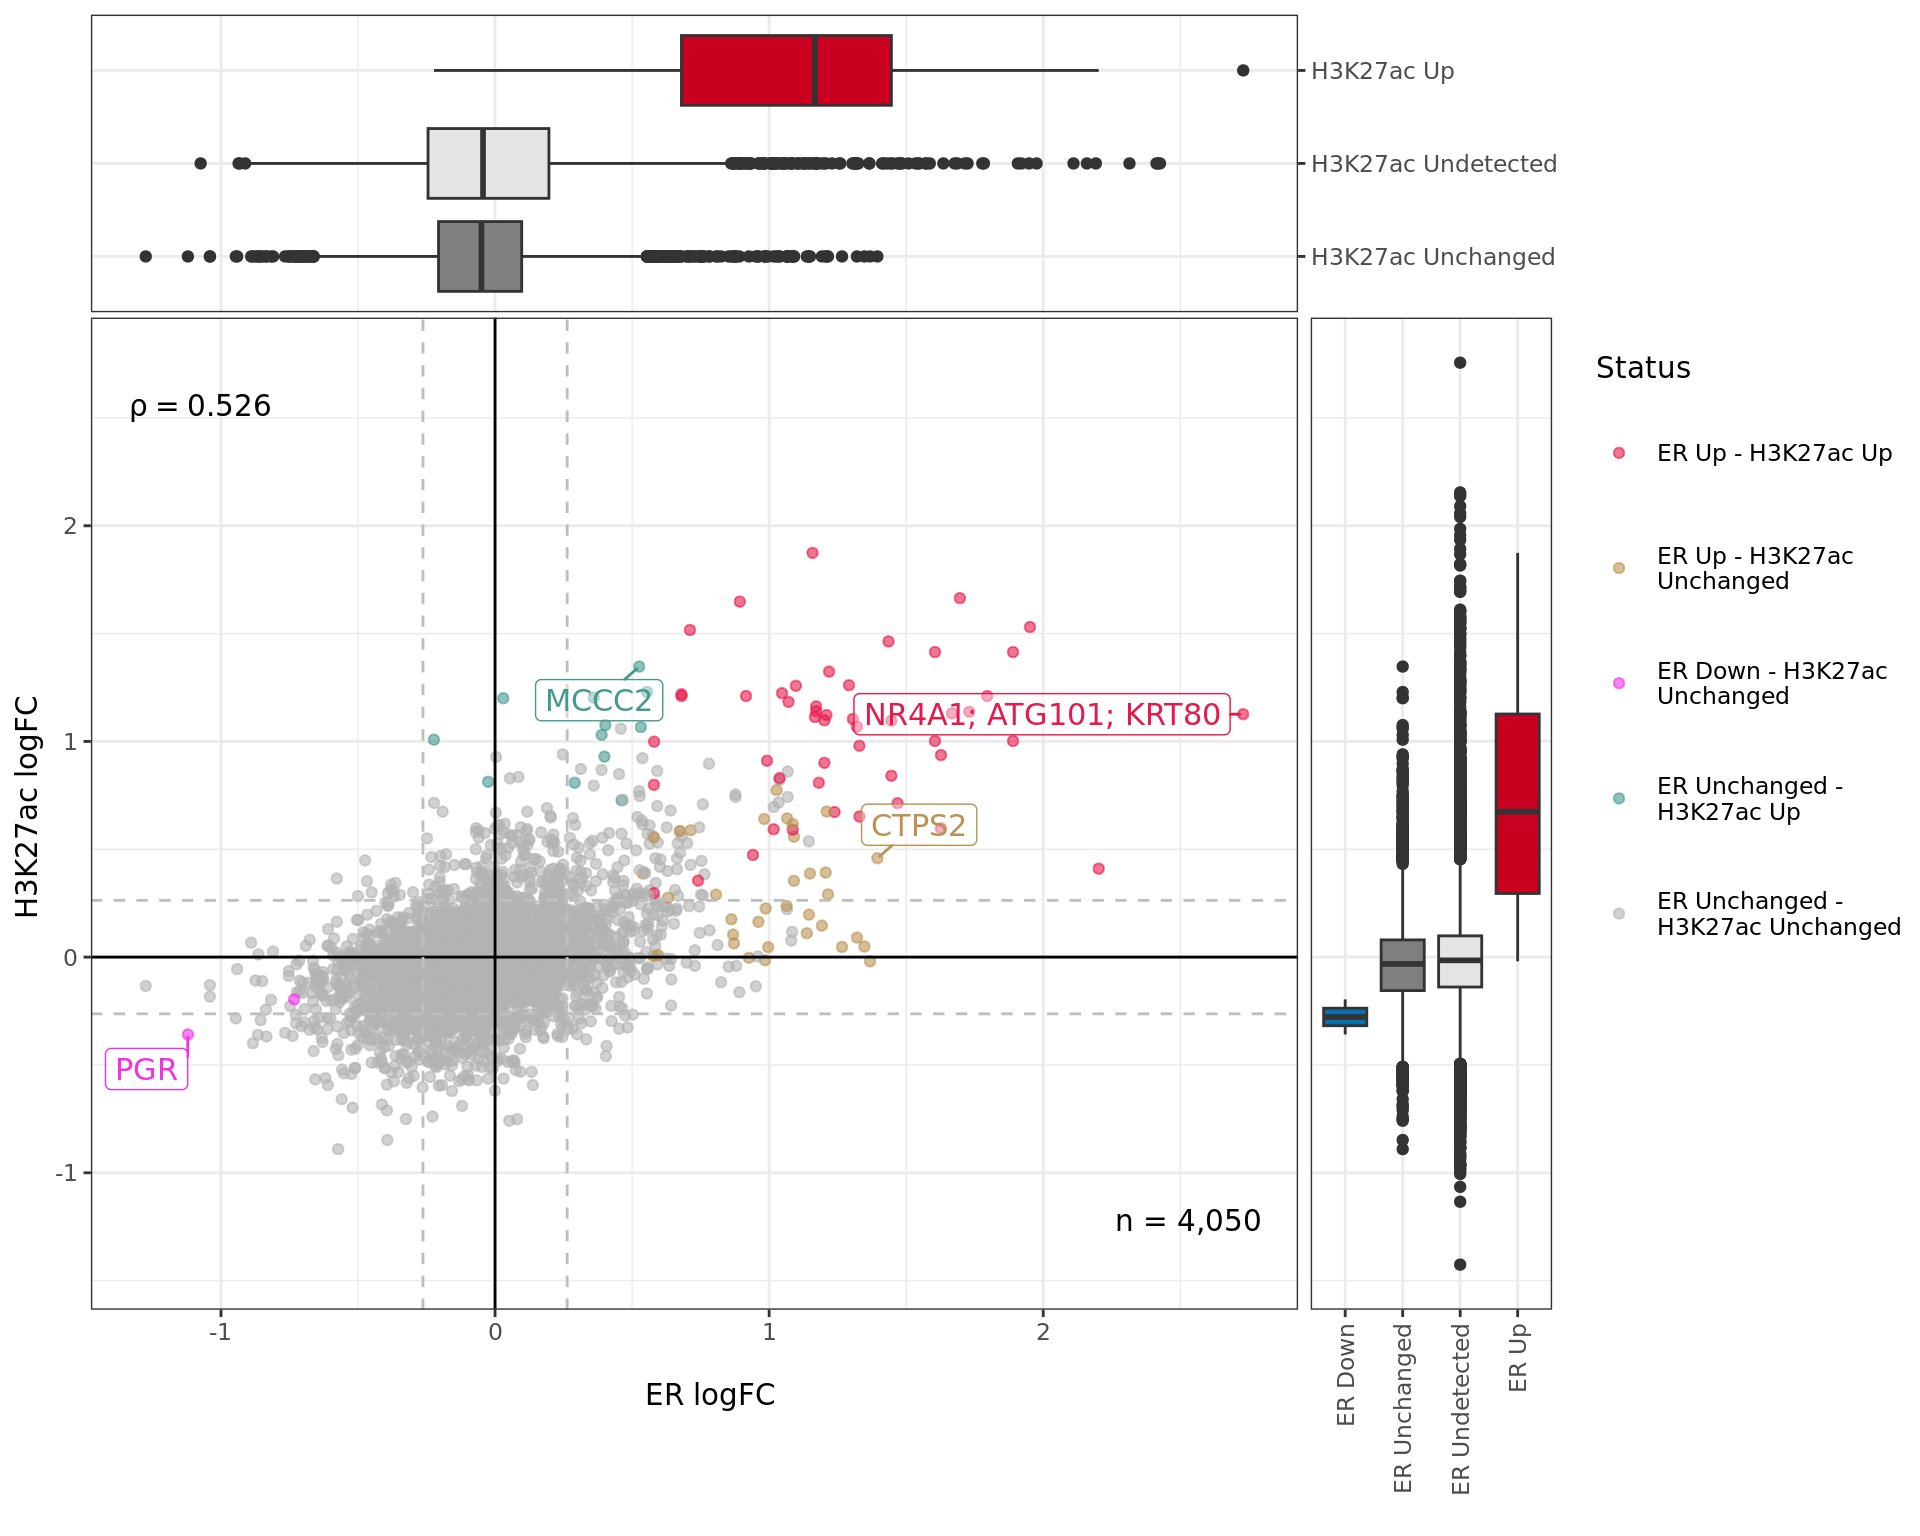 H3K27ac Up
H3K27ac Undetected
H3K27ac Unchanged
ρ = 0.526
MCCC2
NR4A1; ATG101; KRT80
CTPS2
PGR
n = 4,050
2
1
0
-1
H3K27ac logFC
-1
0
1
2
ER logFC
ER Down
ER Unchanged
ER Undetected
ER Up
Status
ER Up - H3K27ac Up
ER Up - H3K27ac
Unchanged
ER Down - H3K27ac
Unchanged
ER Unchanged -
H3K27ac Up
ER Unchanged -
H3K27ac Unchanged